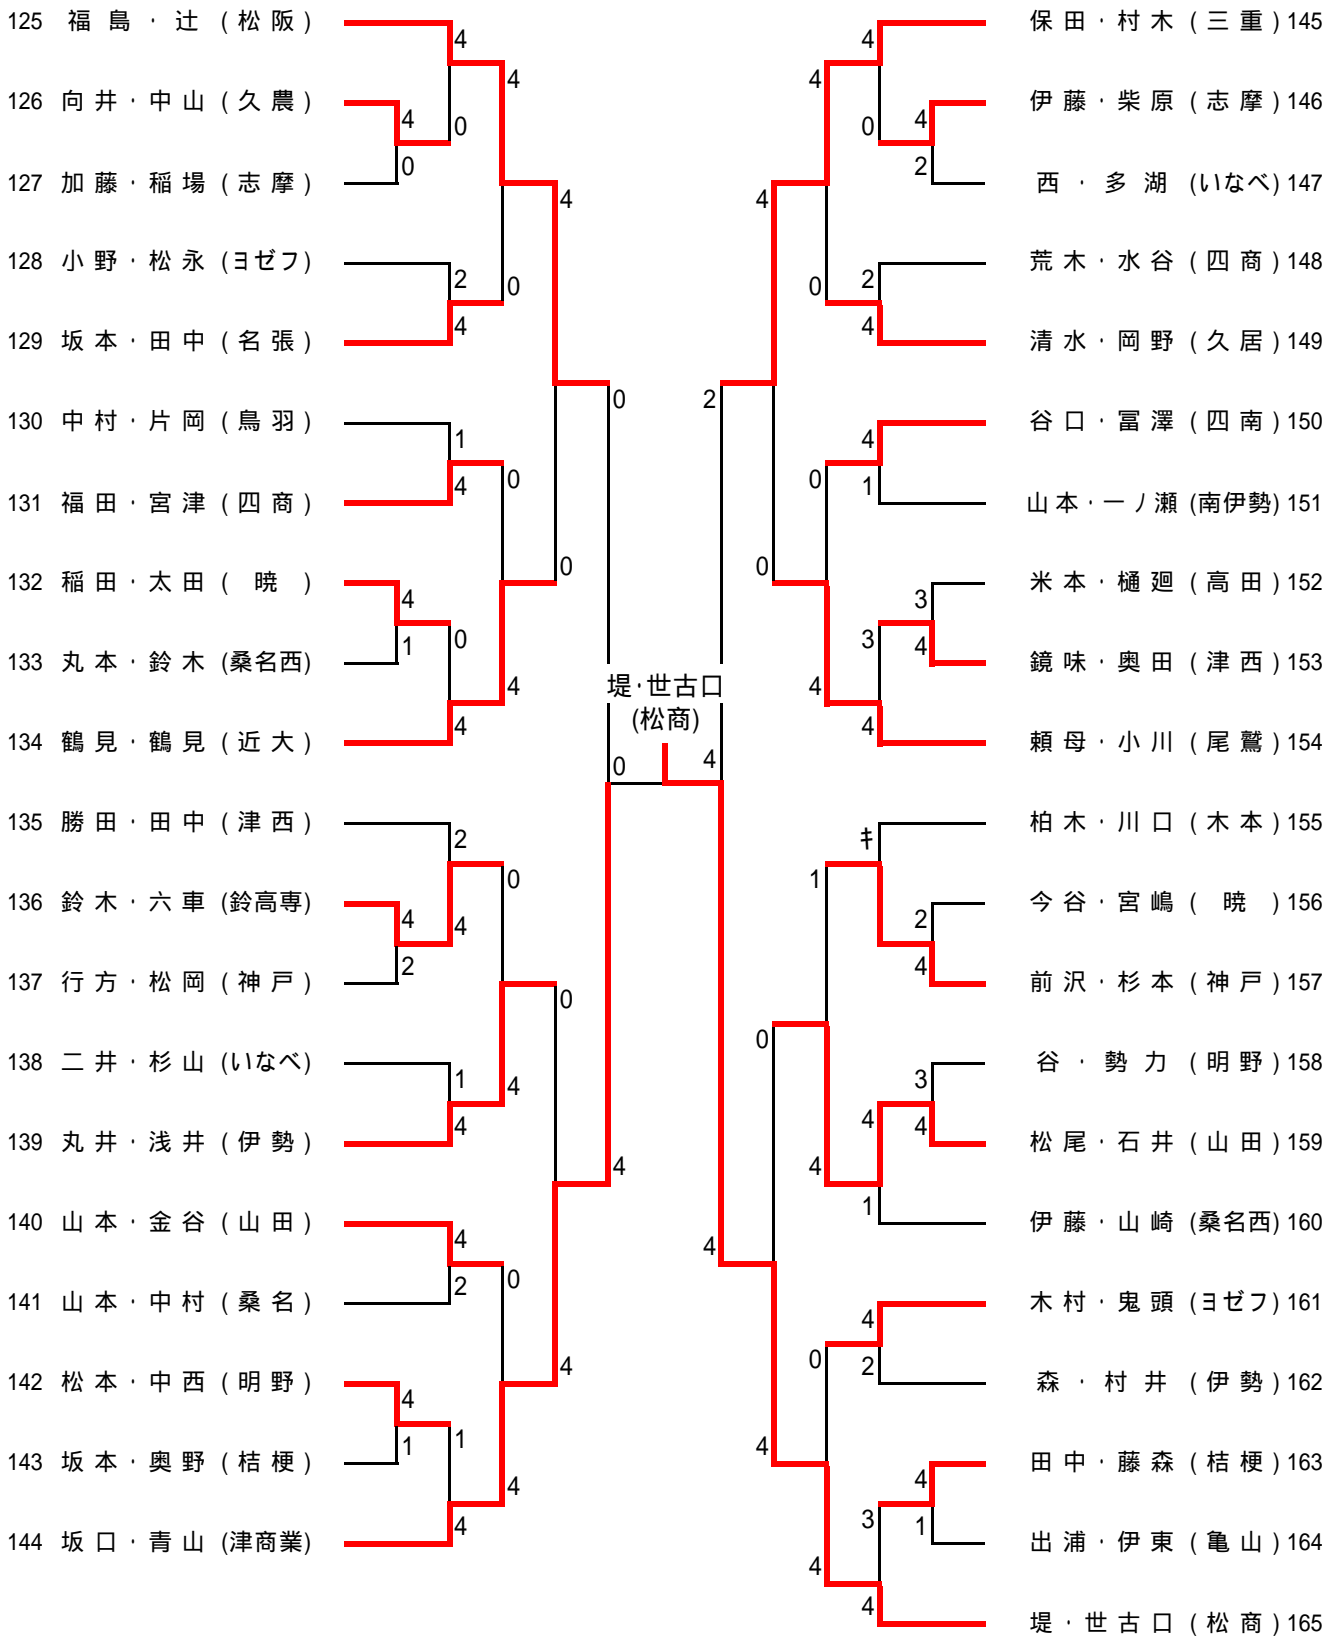 125 福島・辻 (松阪)
4
126 向井・中山 (久農)
4
0
4
0
127 加藤・稲場 (志摩)
4
128 小野・松永 (ヨゼフ)
2
0
129 坂本・田中 (名張)
4
0
130 中村・片岡 (鳥羽)
1
0
131 福田・宮津 (四商)
4
0
132 稲田・太田 (暁)
4
1
0
133 丸本・鈴木 (桑名西)
4
134 鶴見・鶴見 (近大)
4
0
135 勝田・田中 (津西)
2
0
136 鈴木・六車 (鈴高専)
4
4
2
137 行方・松岡 (神戸)
0
138 二井・杉山 (いなべ)
1
4
139 丸井・浅井 (伊勢)
4
4
140 山本・金谷 (山田)
4
0
141 山本・中村 (桑名)
2
4
142 松本・中西 (明野)
4
1
1
143 坂本・奥野 (桔梗)
4
144 坂口・青山 (津商業)
4
堤・世古口
(松商)
4
保田・村木 (三重) 145
4
4
伊藤・柴原 (志摩) 146
4
0
2
西・多湖 (いなべ) 147
4
荒木・水谷 (四商) 148
2
0
清水・岡野 (久居) 149
4
2
谷口・冨澤 (四南) 150
4
0
山本・一ノ瀬 (南伊勢) 151
1
0
米本・樋廻 (高田) 152
3
3
4
鏡味・奥田 (津西) 153
4
頼母・小川 (尾鷲) 154
4
柏木・川口 (木本) 155
キ
1
今谷・宮嶋 (暁) 156
2
4
前沢・杉本 (神戸) 157
0
谷・勢力 (明野) 158
3
4
4
松尾・石井 (山田) 159
4
伊藤・山崎 (桑名西) 160
1
4
木村・鬼頭 (ヨゼフ) 161
4
0
森・村井 (伊勢) 162
2
4
田中・藤森 (桔梗) 163
4
3
1
出浦・伊東 (亀山) 164
4
堤・世古口 (松商) 165
4